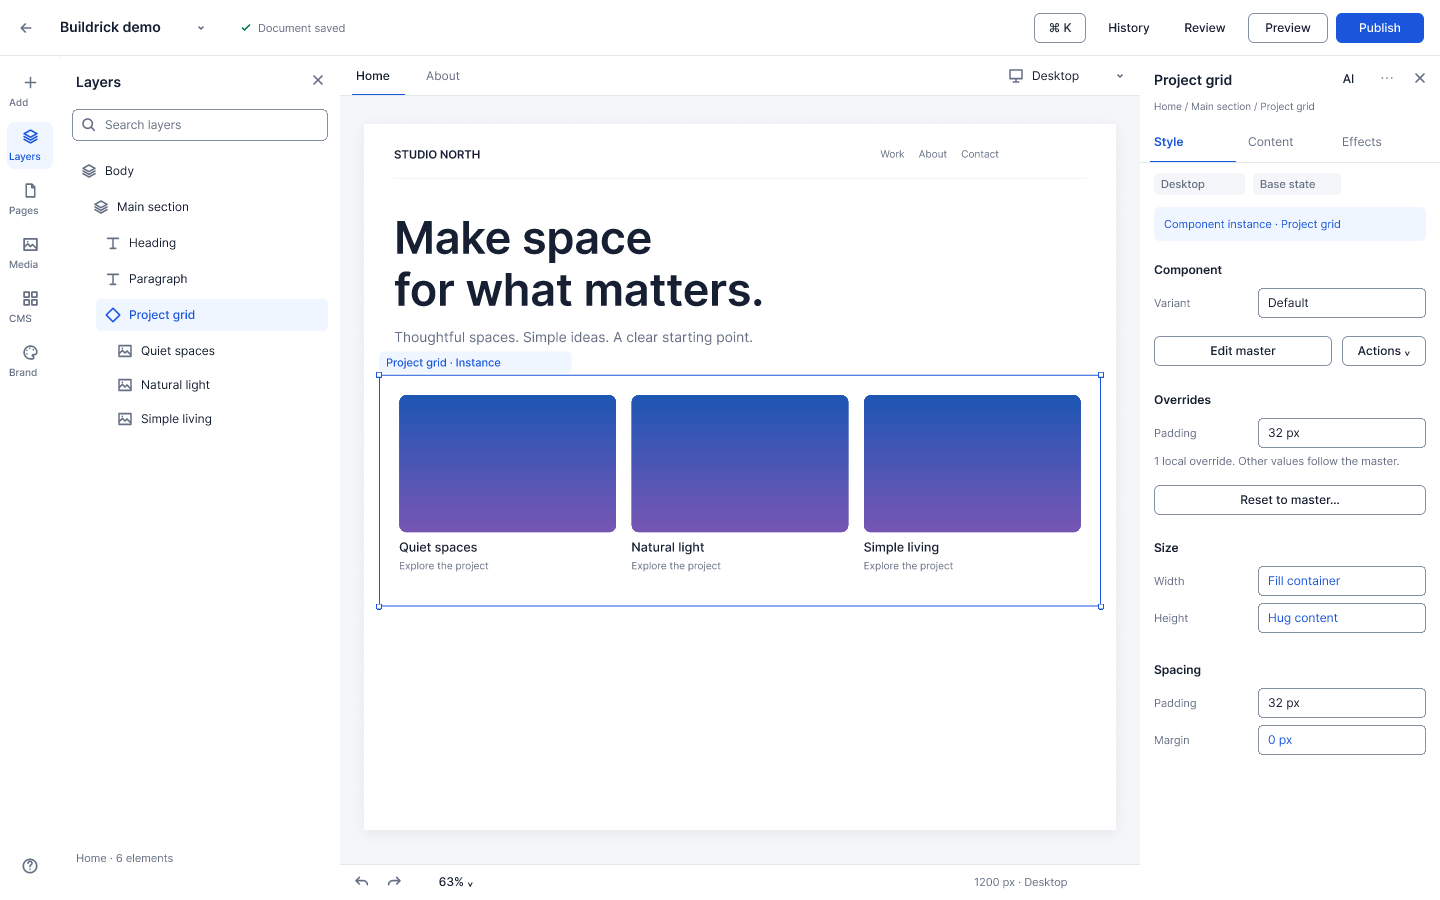 Buildrick demo
Document saved
⌘ K
History
Review
Preview
Publish
Add
Layers
Pages
Media
CMS
Brand
Layers
Search layers
Body
Main section
Heading
Paragraph
Project grid
Quiet spaces
Natural light
Simple living
Home · 6 elements
Home
About
Desktop
STUDIO NORTH
Work
About
Contact
Make space
for what matters.
Thoughtful spaces. Simple ideas. A clear starting point.
Project grid · Instance
Quiet spaces
Explore the project
Natural light
Explore the project
Simple living
Explore the project
63%
1200 px · Desktop
Project grid
AI
Home / Main section / Project grid
Style
Content
Effects
Desktop
Base state
Component instance · Project grid
Component
Variant
Default
Edit master
Actions
Overrides
Padding
32 px
1 local override. Other values follow the master.
Reset to master...
Size
Width
Fill container
Height
Hug content
Spacing
Padding
32 px
Margin
0 px